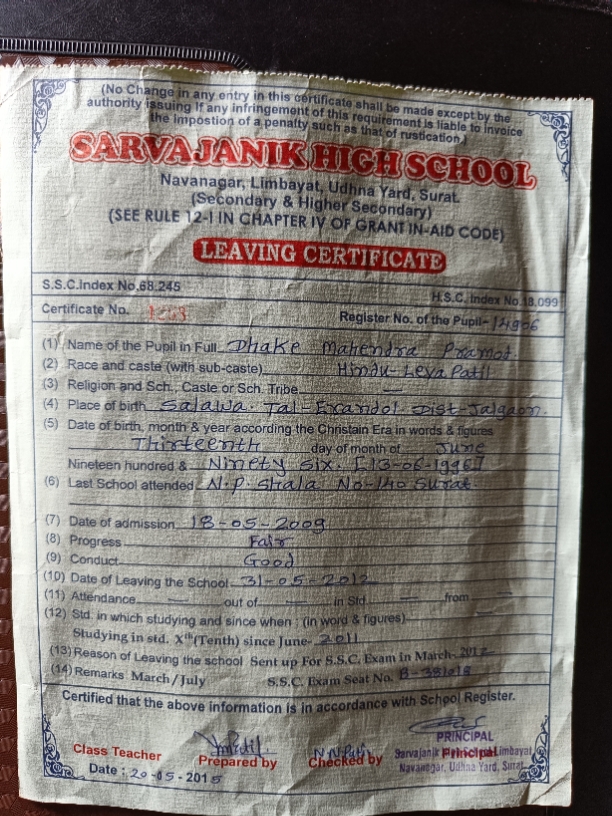 (No Change in any entry in this certificate shall be made except by the
authority issuing If any infringement of this requirement is liable to invoice
the impostion of a penalty such as that of rustication)
SARVAJANIK HIGH SCHOOL
Navanagar, Limbayat, Udhna Yard, Surat.
(Secondary & Higher Secondary)
(SEE RULE 12-I IN CHAPTER IV OF GRANT IN-AID CODE)
LEAVING CERTIFICATE
S.S.C.Index No.68.245 H.S.C. Index No.18,099
Certificate No. Register No. of the Pupil- 14906
(1) Name of the Pupil in Full Dhake Mahendra Pramod
(2) Race and caste (with sub-caste) Hindu-Leva Patil
(3) Religion and Sch., Caste or Sch. Tribe —
(4) Place of birth Salawa. Tal-Erandol Dist-Jalgaon.
(5) Date of birth, month & year according the Christain Era in words & figures
Thirteenth day of month of June
Nineteen hundred & Ninety Six. [13-06-1996]
(6) Last School attended N.P. Shala No-140 Surat.
(7) Date of admission 18-05-2009
(8) Progress Fair
(9) Conduct Good
(10) Date of Leaving the School 31-05-2012
(11) Attendance — out of — in Std — from —
(12) Std. in which studying and since when : (in word & figures)
Studying in std. Xth (Tenth) since June- 2011
(13) Reason of Leaving the school Sent up For S.S.C. Exam in March- 2012
(14) Remarks March/July S.S.C. Exam Seat No.
Certified that the above information is in accordance with School Register.
Class Teacher Prepared by Checked by Principal
PRINCIPAL
Sarvajanik Limbayat,
Navanagar, Udhna Yard, Surat.
Date : 20-05-2015